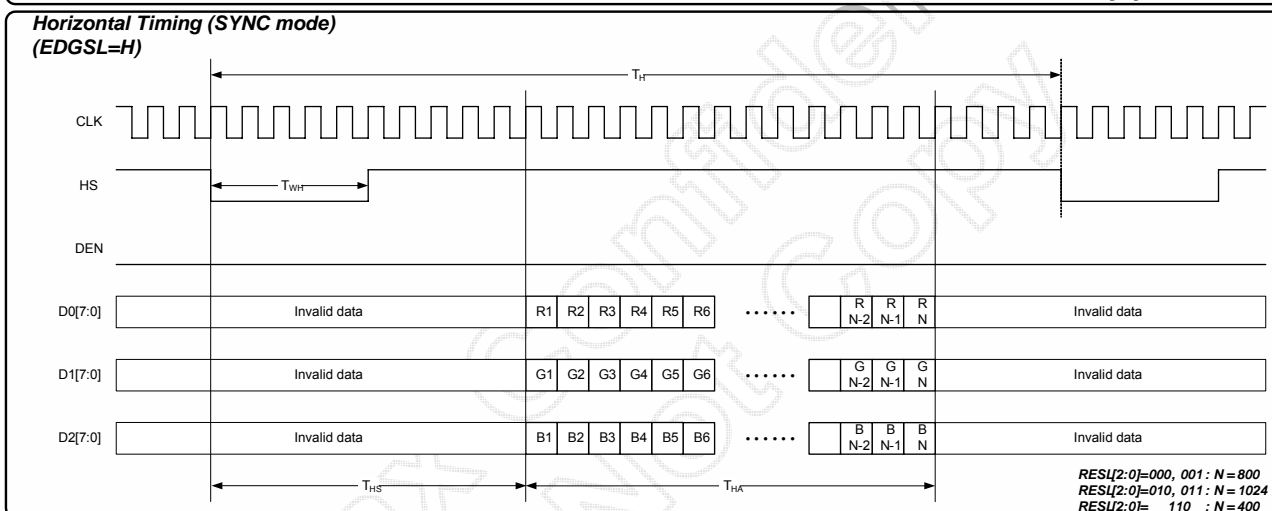 Horizontal Timing (SYNC mode)
(EDGSL=H)
TH
CLK
HS
TWH
DEN
D0[7:0] Invalid data R1 R2 R3 R4 R5 R6 ...... R N-2 R N-1 R N Invalid data
D1[7:0] Invalid data G1 G2 G3 G4 G5 G6 ...... G N-2 G N-1 G N Invalid data
D2[7:0] Invalid data B1 B2 B3 B4 B5 B6 ...... B N-2 B N-1 B N Invalid data
THS THA
RESL[2:0]=000, 001 : N = 800
RESL[2:0]=010, 011 : N = 1024
RESL[2:0]= 110 : N = 400
Not Copy